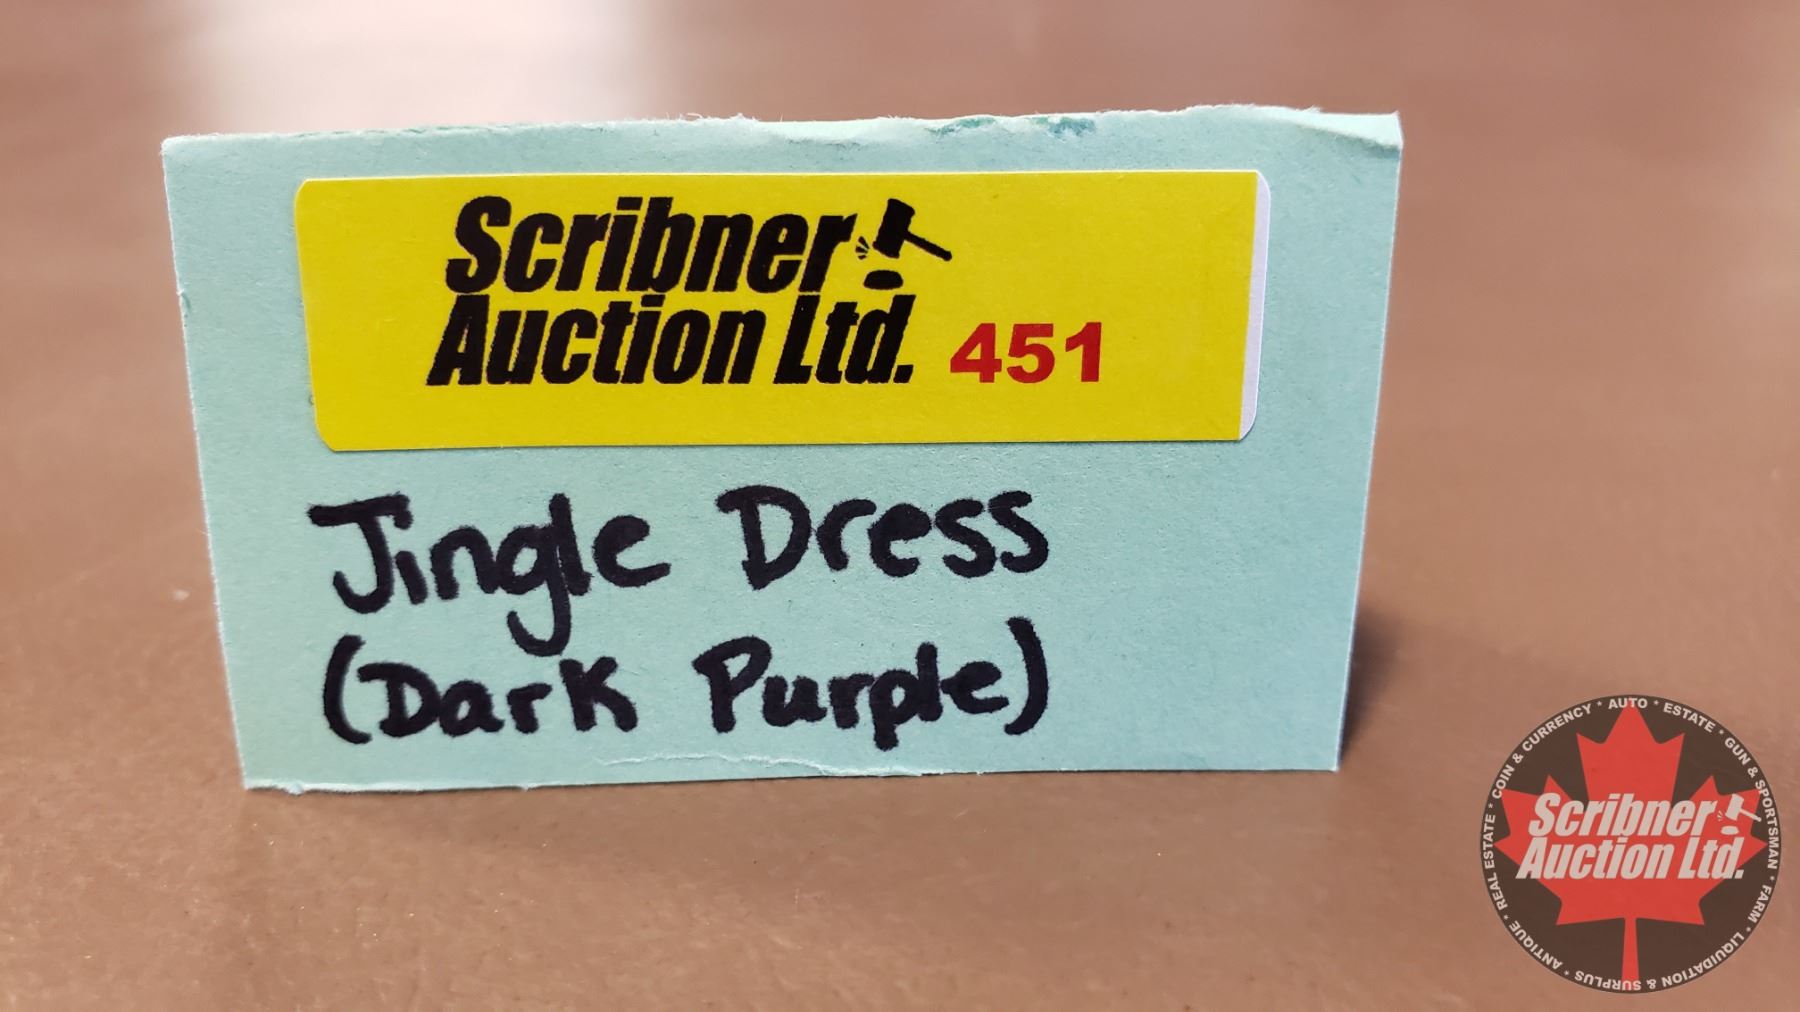 Scribner
Auction Ltd. 451
Jingle Dress
(Dark Purple)
REAL ESTATE * COIN & CURRENCY * AUTO * ESTATE * GUN & SPORTSMAN * FARM * LIQUIDATION & SURPLUS * ANTIQUE *
Scribner
Auction Ltd.